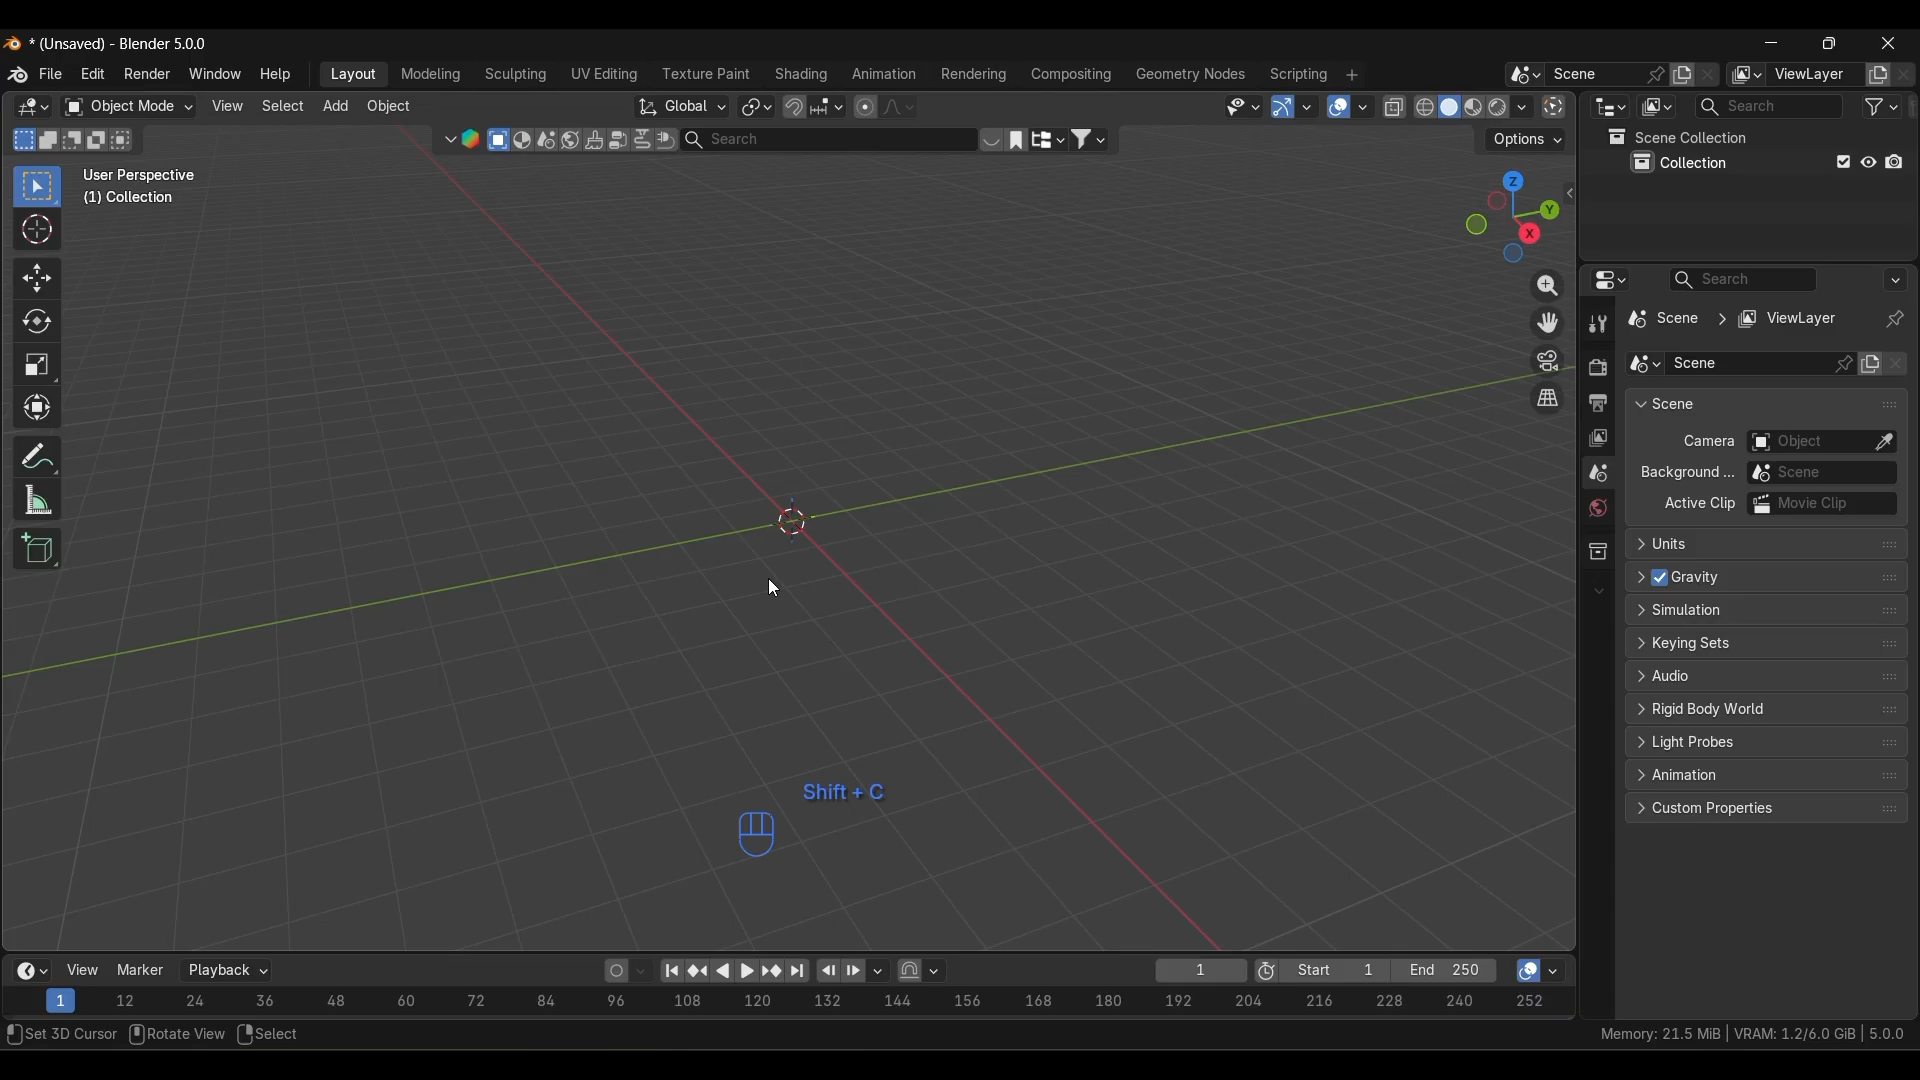 * (Unsaved) - Blender 5.0.0
File Edit Render Window Help Layout Modeling Sculpting UV Editing Texture Paint Shading Animation Rendering Compositing Geometry Nodes Scripting + Scene ViewLayer
Object Mode View Select Add Object Global Search
Search Options
User Perspective
(1) Collection
Z
Y
X
Scene Collection
Collection
Search
Scene > ViewLayer
Scene
Scene
Camera Object
Background ... Scene
Active Clip Movie Clip
Units
Gravity
Simulation
Keying Sets
Audio
Rigid Body World
Light Probes
Animation
Custom Properties
Shift + C
View Marker Playback 1 Start 1 End 250
1 12 24 36 48 60 72 84 96 108 120 132 144 156 168 180 192 204 216 228 240 252
Set 3D Cursor Rotate View Select Memory: 21.5 MiB | VRAM: 1.2/6.0 GiB | 5.0.0